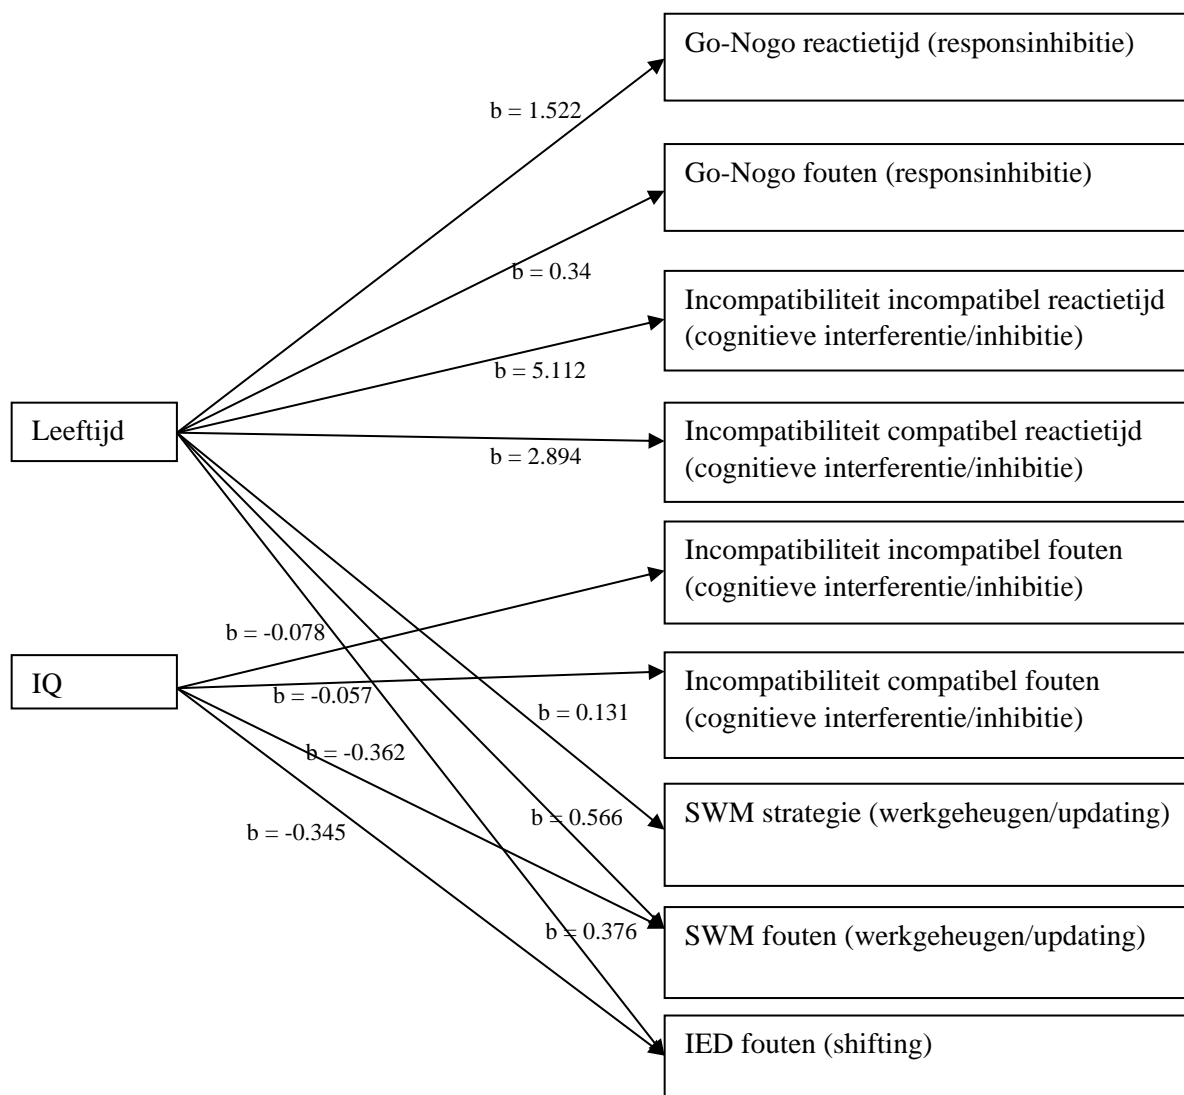 Go-Nogo reactietijd (responsinhibitie)
b = 1.522
Go-Nogo fouten (responsinhibitie)
b = 0.34
Incompatibiliteit incompatibel reactietijd
(cognitieve interferentie/inhibitie)
b = 5.112
Leeftijd
Incompatibiliteit compatibel reactietijd
(cognitieve interferentie/inhibitie)
b = 2.894
Incompatibiliteit incompatibel fouten
(cognitieve interferentie/inhibitie)
b = -0.078
IQ
Incompatibiliteit compatibel fouten
(cognitieve interferentie/inhibitie)
b = -0.057
b = 0.131
b = -0.362
SWM strategie (werkgeheugen/updating)
b = 0.566
b = -0.345
SWM fouten (werkgeheugen/updating)
b = 0.376
IED fouten (shifting)